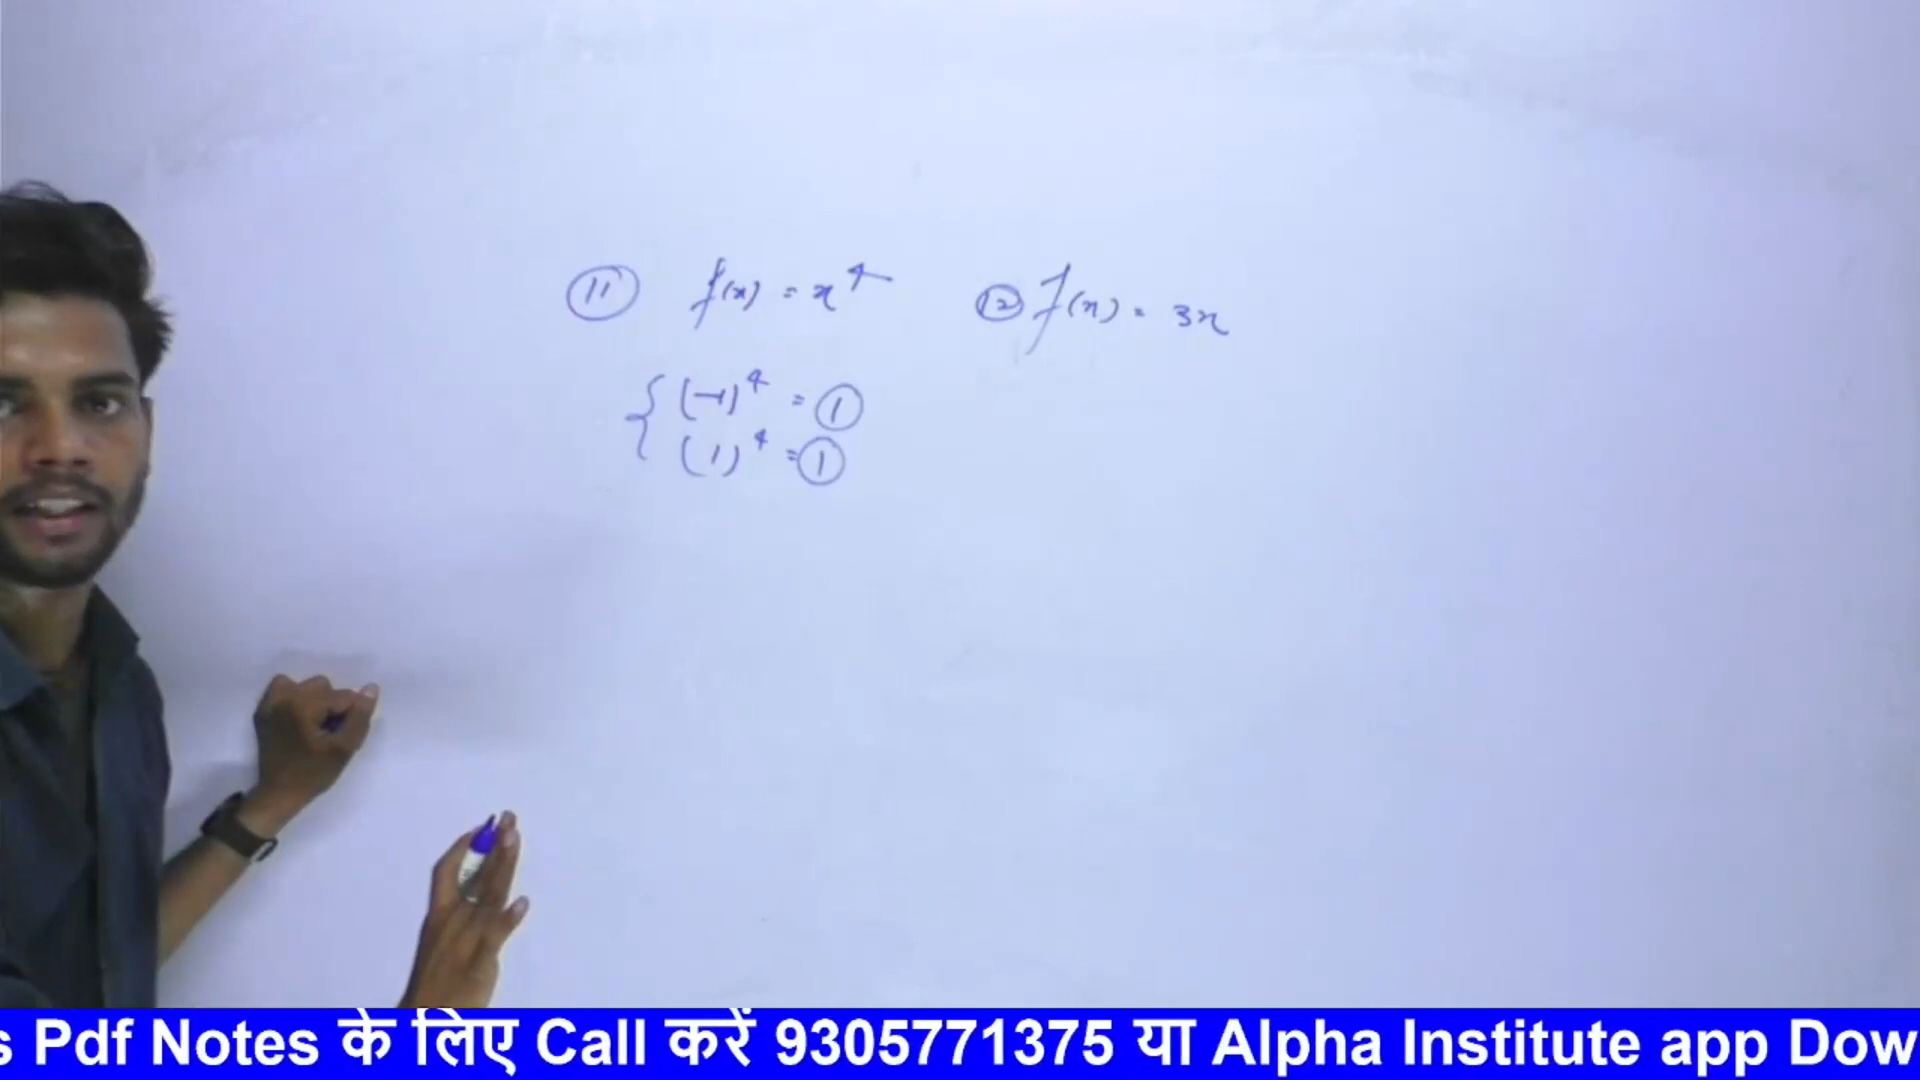 11 f(x) = x⁴ 12 f(x) = 3x
{ (-1)⁴ = 1
(1)⁴ = 1
s Pdf Notes के लिए Call करें 9305771375 या Alpha Institute app Dow